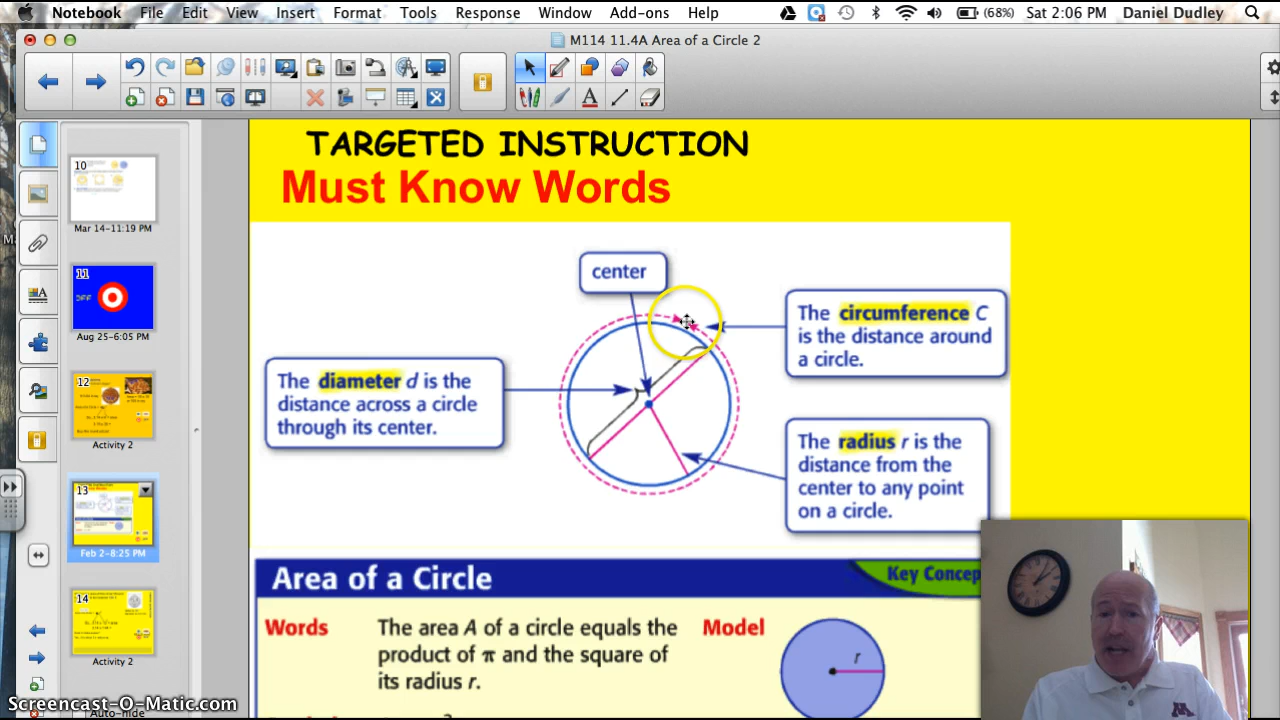 Notebook File Edit View Insert Format Tools Response Window Add-ons Help (68%) Sat 2:06 PM Daniel Dudley
M114 11.4A Area of a Circle 2
TARGETED INSTRUCTION
Must Know Words
10
Mar 14-11:19 PM
11
OFF
Aug 25-6:05 PM
12
Activity 2
13
Feb 2-8:25 PM
14
Activity 2
center
The circumference C
is the distance around
a circle.
The diameter d is the
distance across a circle
through its center.
The radius r is the
distance from the
center to any point
on a circle.
Area of a Circle
Key Concep
Words The area A of a circle equals the
product of π and the square of
its radius r.
Model
r
Screencast-O-Matic.com